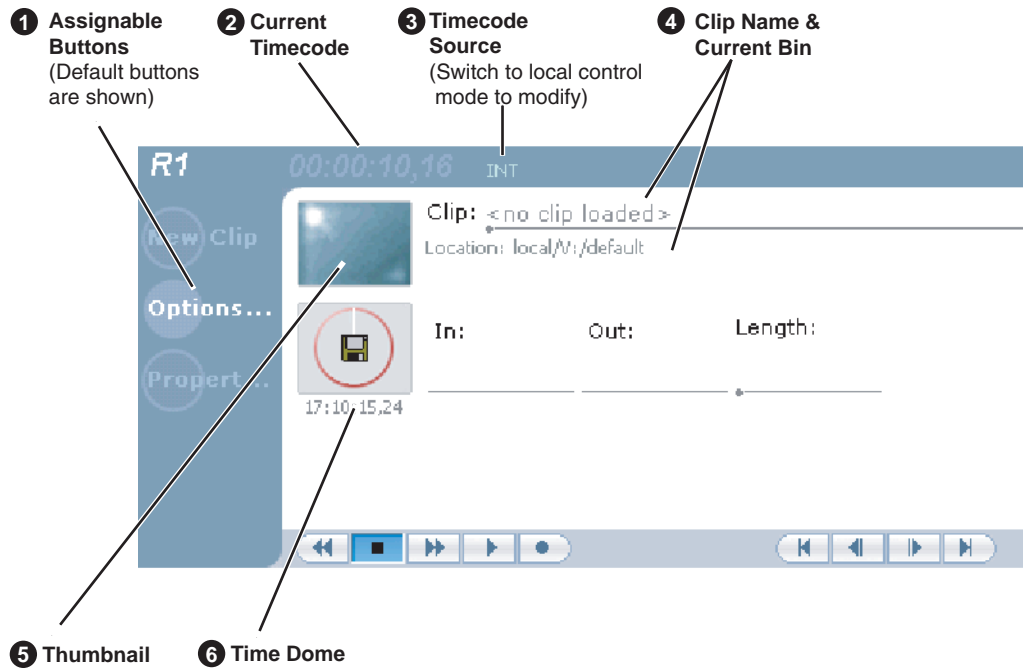 1 Assignable
Buttons
(Default buttons
are shown)
2 Current
Timecode
3 Timecode
Source
(Switch to local control
mode to modify)
4 Clip Name &
Current Bin
R1
00:00:10,16
INT
New Clip
Options...
Propert...
Clip: <no clip loaded>
Location: local/V:/default
In:
Out:
Length:
17:10:15,24
5 Thumbnail
6 Time Dome